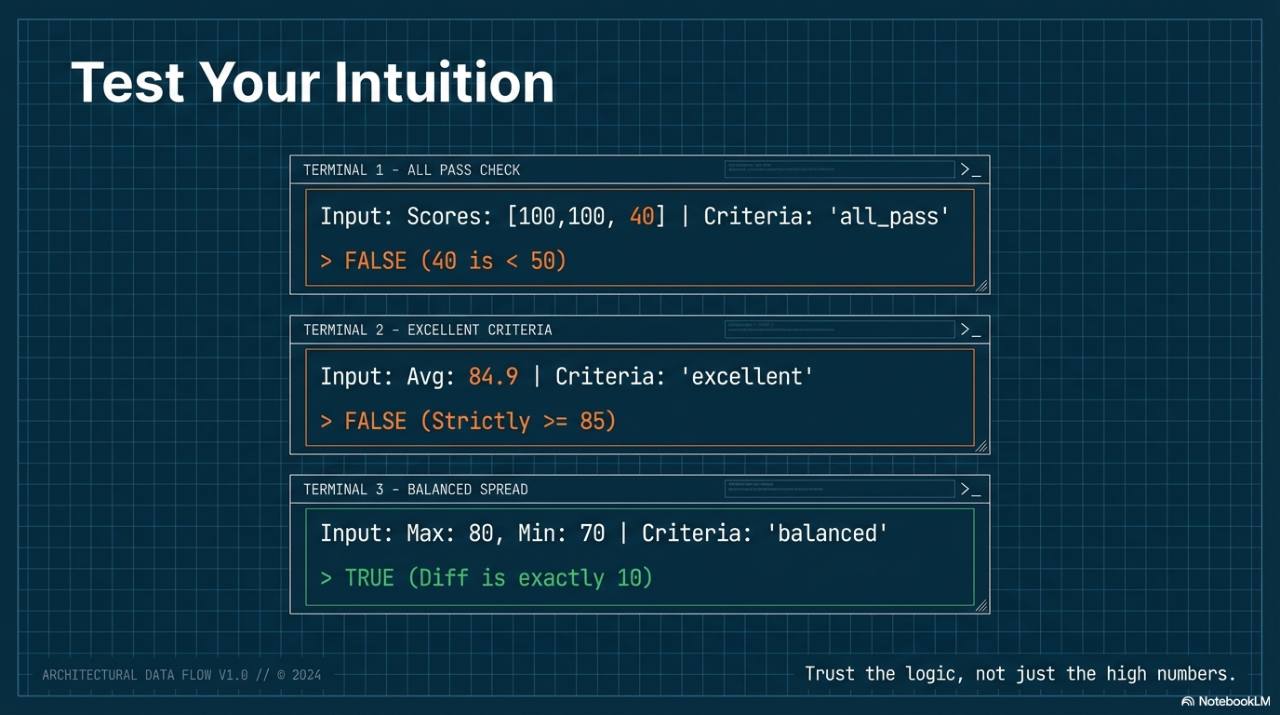 Test Your Intuition
TERMINAL 1 - ALL PASS CHECK
>_
Input: Scores: [100,100, 40] | Criteria: 'all_pass'
> FALSE (40 is < 50)
TERMINAL 2 - EXCELLENT CRITERIA
>_
Input: Avg: 84.9 | Criteria: 'excellent'
> FALSE (Strictly >= 85)
TERMINAL 3 - BALANCED SPREAD
>_
Input: Max: 80, Min: 70 | Criteria: 'balanced'
> TRUE (Diff is exactly 10)
ARCHITECTURAL DATA FLOW V1.0 // © 2024
Trust the logic, not just the high numbers.
NotebookLM